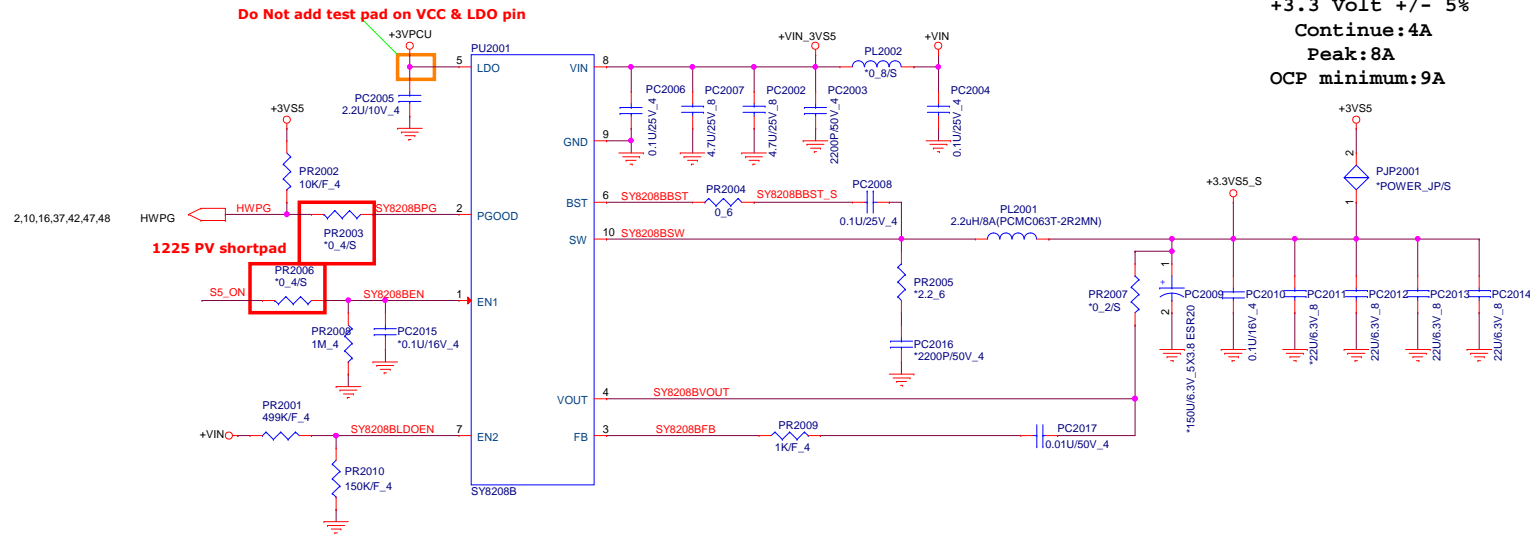 Do Not add test pad on VCC & LDO pin
+3.3 Volt +/- 5%
Continue:4A
Peak:8A
OCP minimum:9A
+3VPCU
PU2001
5
LDO
PC2005
2.2U/10V_4
+3VS5
PR2002
10K/F_4
2,10,16,37,42,47,48
HWPG
HWPG
PR2003
*0_4/S
SY8208BPG
2
PGOOD
1225 PV shortpad
PR2006
*0_4/S
S5_ON
SY8208BEN
1
EN1
PR2008
1M_4
PC2015
*0.1U/16V_4
+VIN
PR2001
499K/F_4
SY8208BLDOEN
7
EN2
PR2010
150K/F_4
SY8208B
VIN
8
+VIN_3VS5
PL2002
*0_8/S
+VIN
PC2006
0.1U/25V_4
PC2007
4.7U/25V_8
PC2002
4.7U/25V_8
PC2003
2200P/50V_4
PC2004
0.1U/25V_4
GND
9
BST
6
SY8208BBST
PR2004
0_6
SY8208BBST_S
PC2008
0.1U/25V_4
SW
10
SY8208BSW
PL2001
2.2uH/8A(PCMC063T-2R2MN)
PR2005
*2.2_6
PC2016
*2200P/50V_4
VOUT
4
SY8208BVOUT
FB
3
SY8208BFB
PR2009
1K/F_4
PC2017
0.01U/50V_4
PR2007
*0_2/S
+
1
2
PC2009
*150U/6.3V_5X3.8 ESR20
+3.3VS5_S
PC2010
0.1U/16V_4
PC2011
*22U/6.3V_8
PC2012
22U/6.3V_8
PC2013
22U/6.3V_8
PC2014
22U/6.3V_8
+3VS5
2
PJP2001
*POWER_JP/S
1